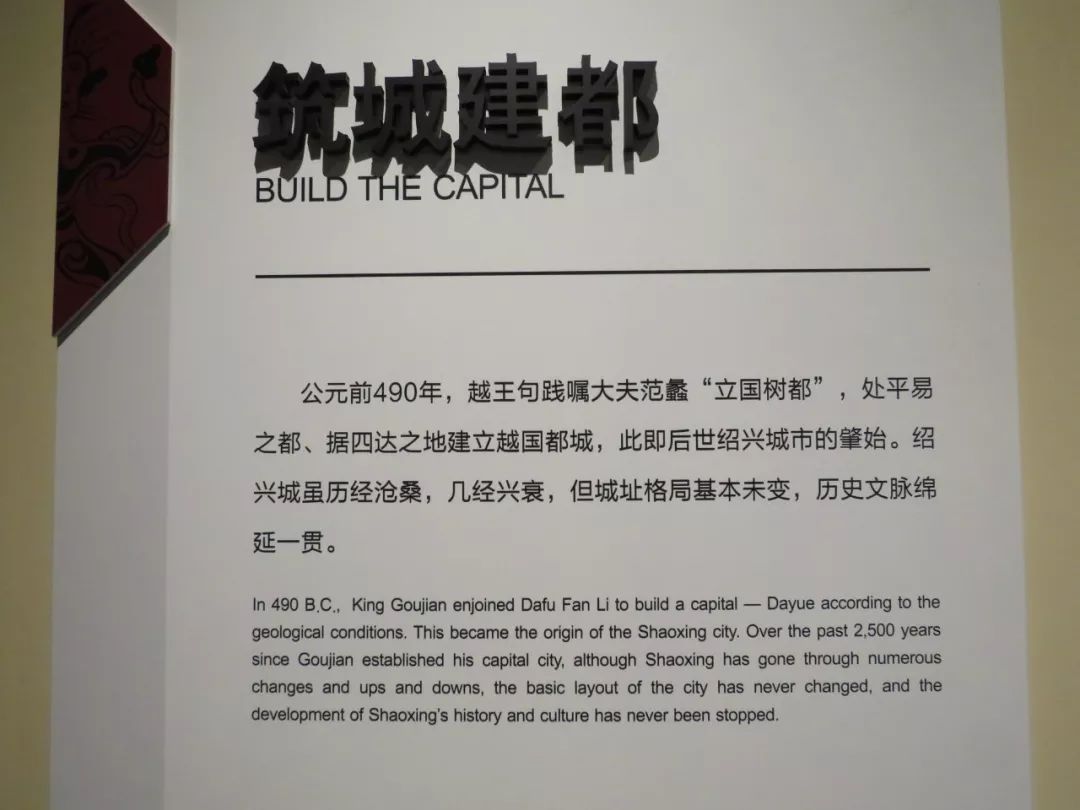 筑城建都
BUILD THE CAPITAL
公元前490年，越王句践嘱大夫范蠡“立国树都”，处平易
之都、据四达之地建立越国都城，此即后世绍兴城市的肇始。绍
兴城虽历经沧桑，几经兴衰，但城址格局基本未变，历史文脉绵
延一贯。
In 490 B.C., King Goujian enjoined Dafu Fan Li to build a capital — Dayue according to the
geological conditions. This became the origin of the Shaoxing city. Over the past 2,500 years
since Goujian established his capital city, although Shaoxing has gone through numerous
changes and ups and downs, the basic layout of the city has never changed, and the
development of Shaoxing's history and culture has never been stopped.